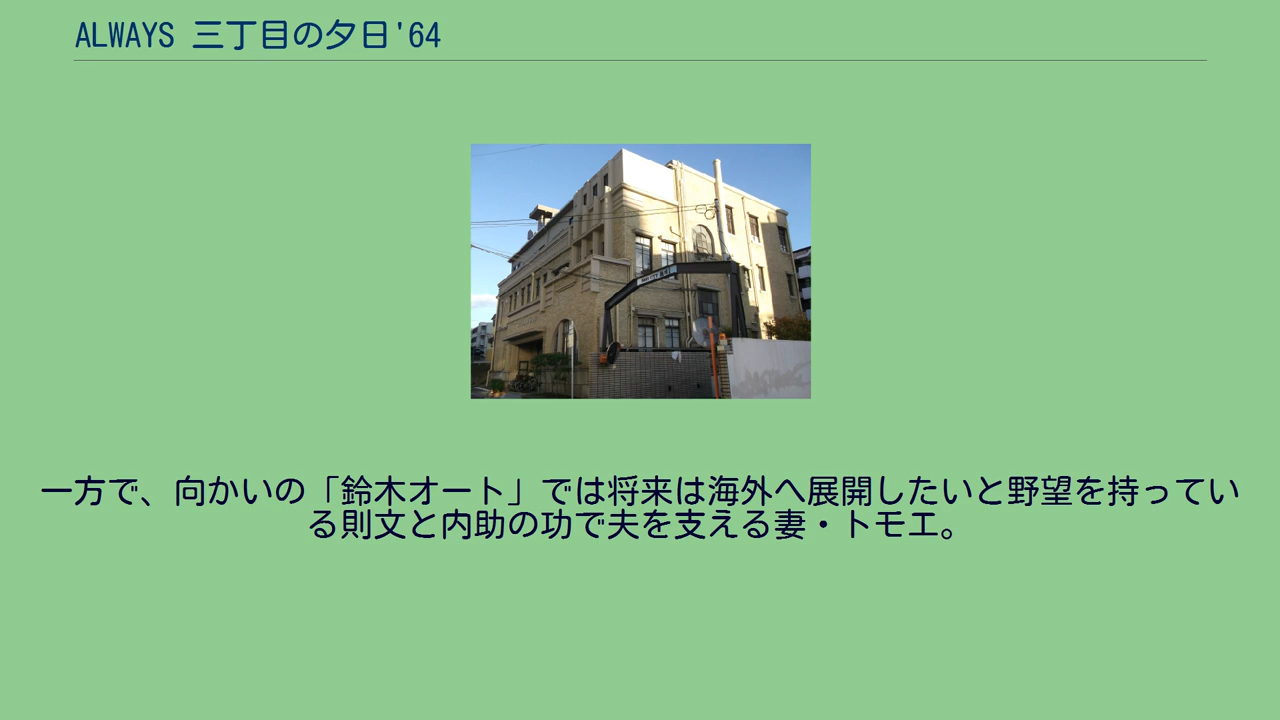 ALWAYS 三丁目の夕日'64
一方で、向かいの「鈴木オート」では将来は海外へ展開したいと野望を持ってい
る則文と内助の功で夫を支える妻・トモエ。